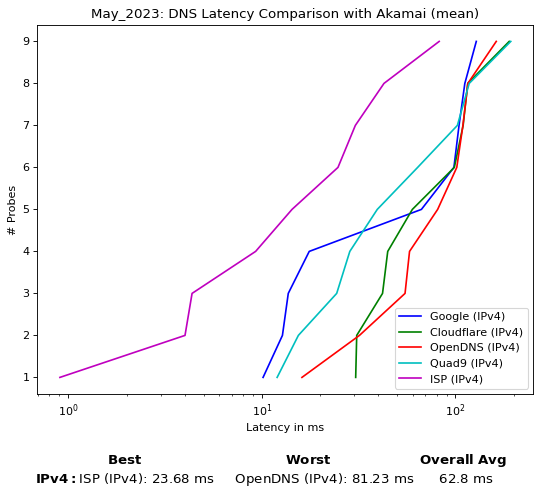 May_2023: DNS Latency Comparison with Akamai (mean)
9
8
7
6
5
4
3
2
1
# Probes
Google (IPv4)
Cloudflare (IPv4)
OpenDNS (IPv4)
Quad9 (IPv4)
ISP (IPv4)
10⁰ 10¹ 10²
Latency in ms
Best Worst Overall Avg
IPv4: ISP (IPv4): 23.68 ms OpenDNS (IPv4): 81.23 ms 62.8 ms